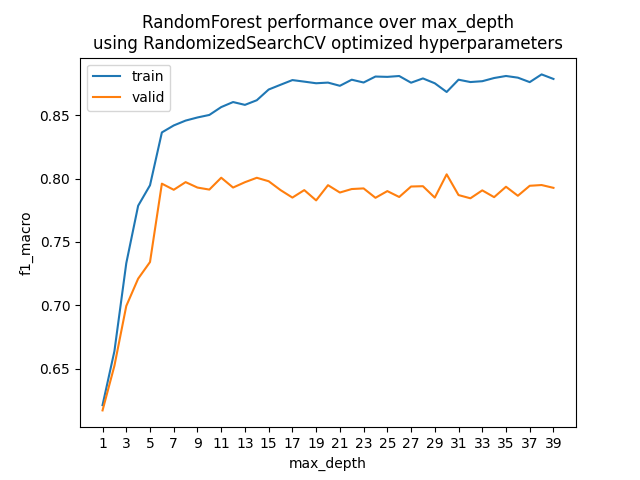 RandomForest performance over max_depth
using RandomizedSearchCV optimized hyperparameters
train
valid
0.85
0.80
0.75
0.70
0.65
f1_macro
1 3 5 7 9 11 13 15 17 19 21 23 25 27 29 31 33 35 37 39
max_depth